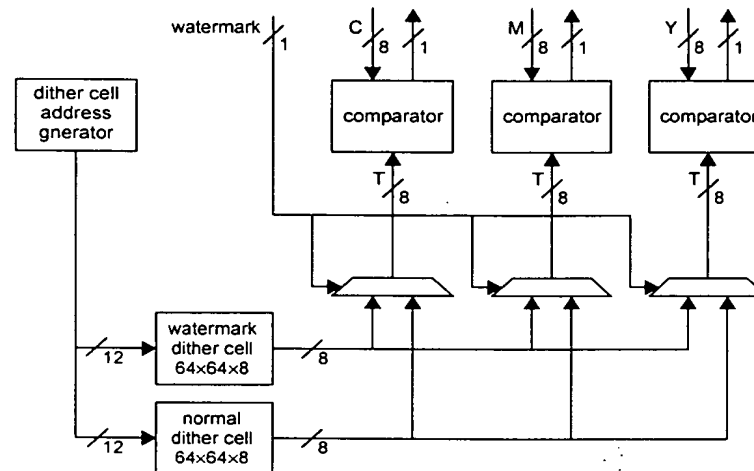 watermark
1
C
8
1
M
8
1
Y
8
1
dither cell
address
gnerator
comparator
comparator
comparator
T
8
T
8
T
8
12
watermark
dither cell
64×64×8
8
12
normal
dither cell
64×64×8
8